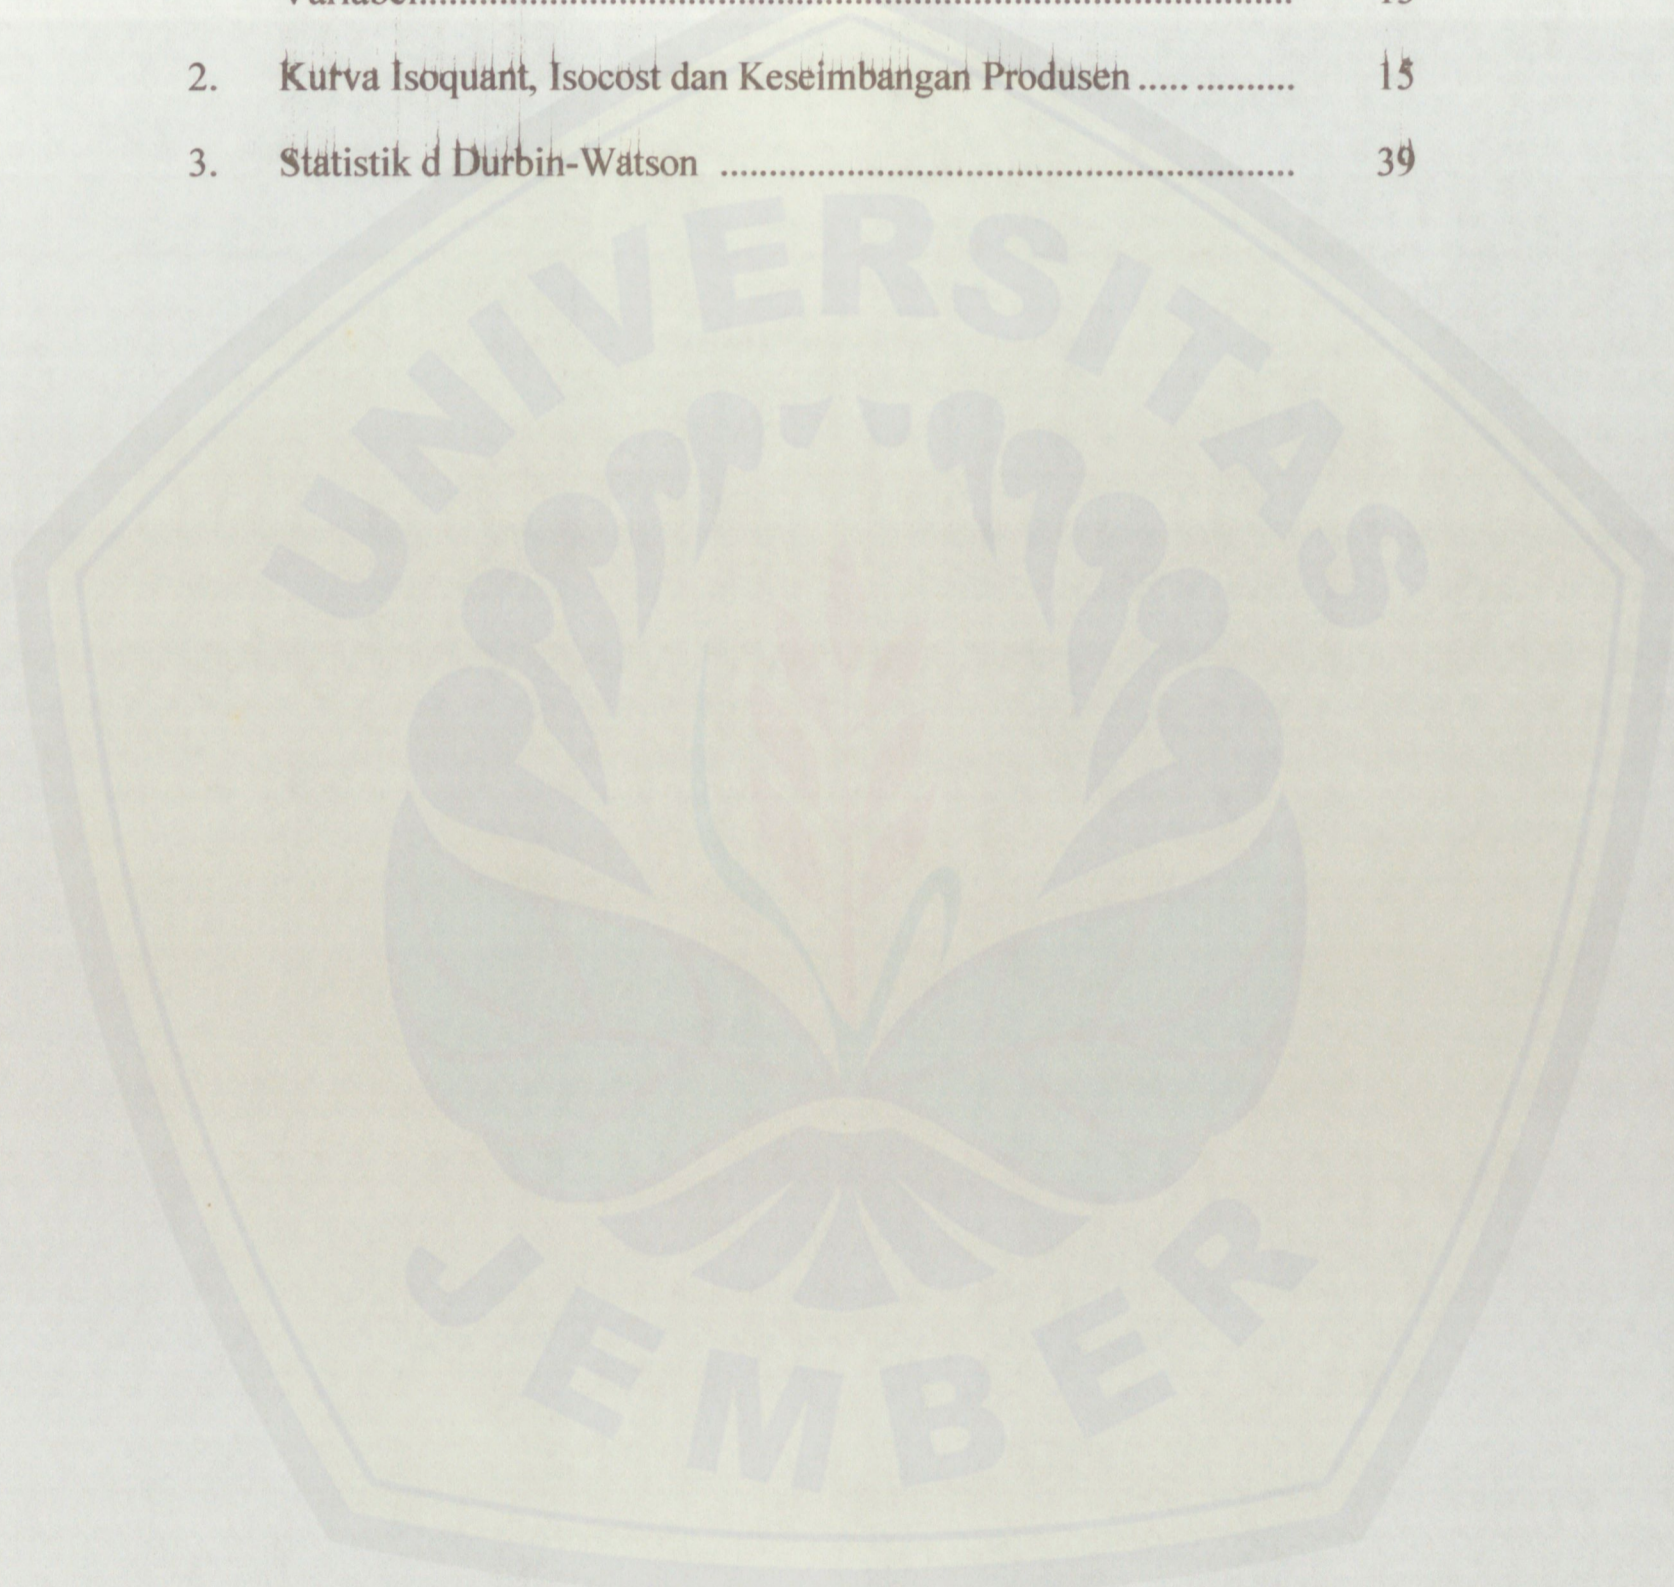 2. Kurva Isoquant, Isocost dan Keseimbangan Produsen ..... .......... 15
3. Statistik d Durbin-Watson .......................................................... 39
UNIVERSITAS
JEMBER